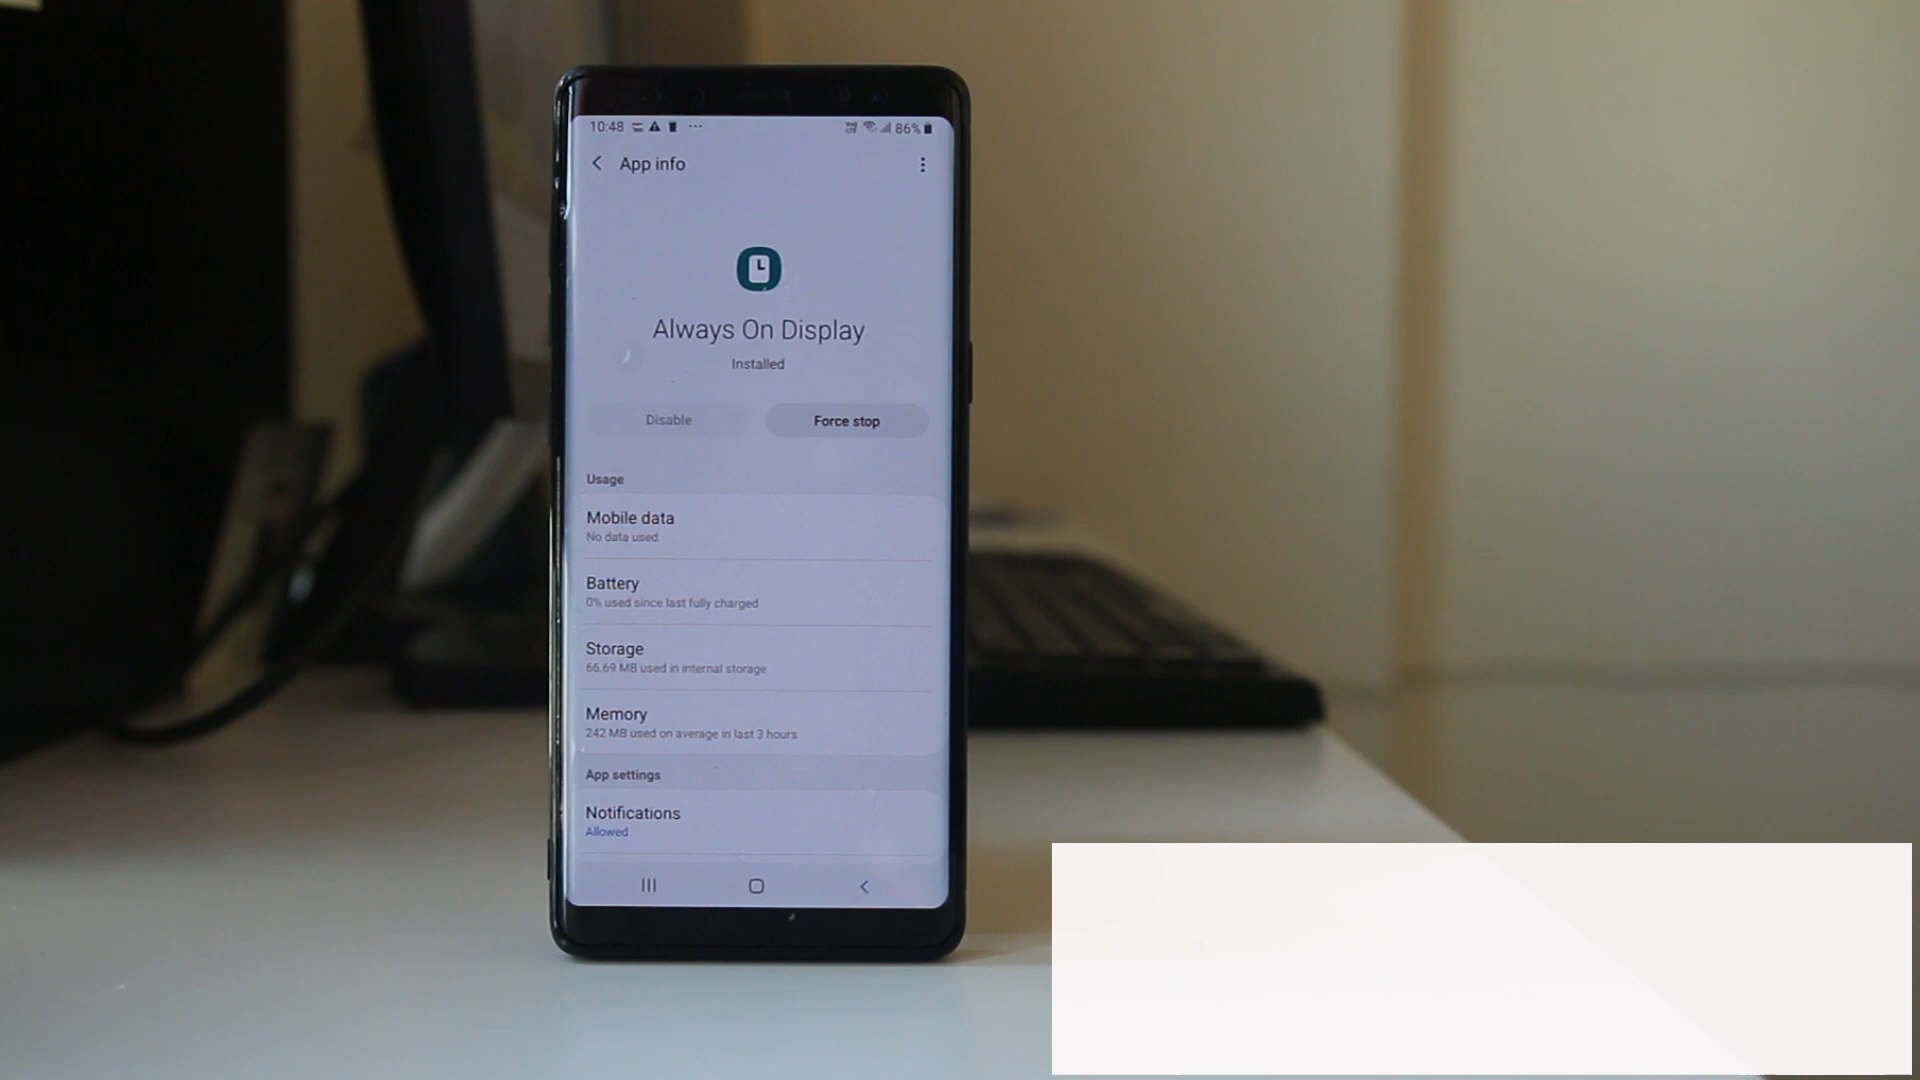 10:48
86%
App info
Always On Display
Installed
Disable
Force stop
Usage
Mobile data
No data used
Battery
0% used since last fully charged
Storage
66.69 MB used in internal storage
Memory
242 MB used on average in last 3 hours
App settings
Notifications
Allowed